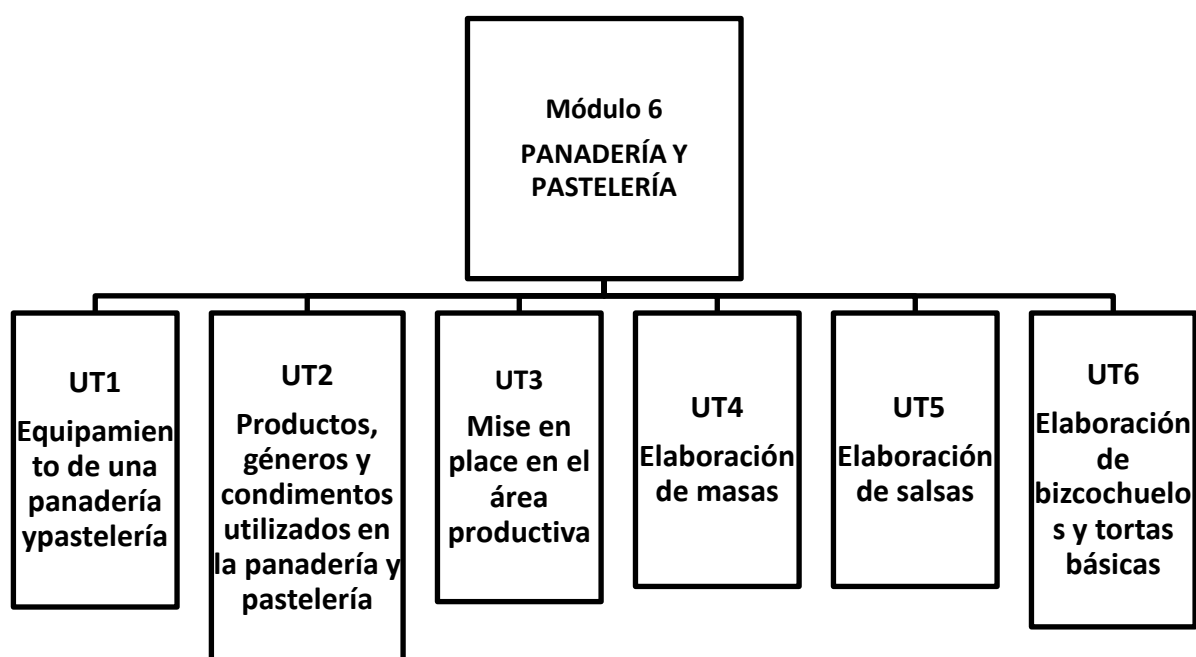 Módulo 6
PANADERÍA Y
PASTELERÍA
UT1
Equipamien
to de una
panadería
ypastelería
UT2
Productos,
géneros y
condimentos
utilizados en
la panadería y
pastelería
UT3
Mise en
place en el
área
productiva
UT4
Elaboración
de masas
UT5
Elaboración
de salsas
UT6
Elaboración
de
bizcochuelo
s y tortas
básicas